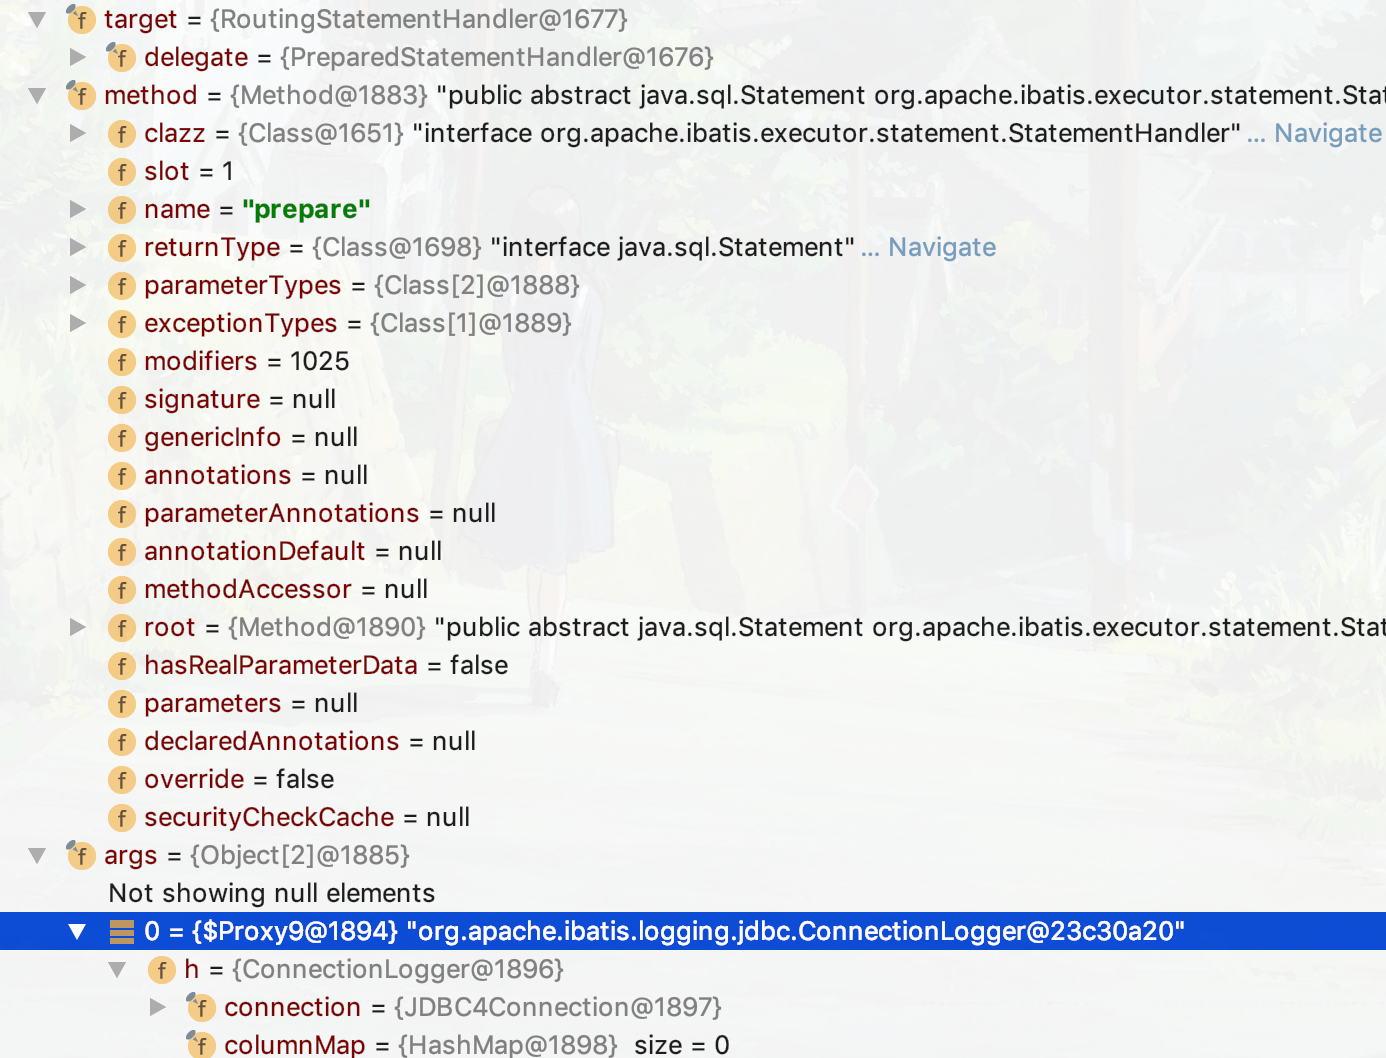 f target = {RoutingStatementHandler@1677}
f delegate = {PreparedStatementHandler@1676}
f method = {Method@1883} "public abstract java.sql.Statement org.apache.ibatis.executor.statement.Stat
f clazz = {Class@1651} "interface org.apache.ibatis.executor.statement.StatementHandler" ... Navigate
f slot = 1
f name = "prepare"
f returnType = {Class@1698} "interface java.sql.Statement" ... Navigate
f parameterTypes = {Class[2]@1888}
f exceptionTypes = {Class[1]@1889}
f modifiers = 1025
f signature = null
f genericInfo = null
f annotations = null
f parameterAnnotations = null
f annotationDefault = null
f methodAccessor = null
f root = {Method@1890} "public abstract java.sql.Statement org.apache.ibatis.executor.statement.Stat
f hasRealParameterData = false
f parameters = null
f declaredAnnotations = null
f override = false
f securityCheckCache = null
f args = {Object[2]@1885}
Not showing null elements
0 = {$Proxy9@1894} "org.apache.ibatis.logging.jdbc.ConnectionLogger@23c30a20"
f h = {ConnectionLogger@1896}
f connection = {JDBC4Connection@1897}
f columnMap = {HashMap@1898} size = 0